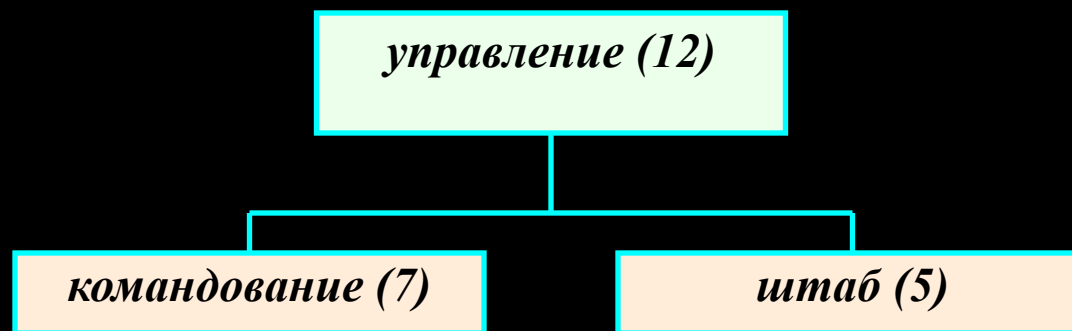 управление (12)
командование (7)
штаб (5)